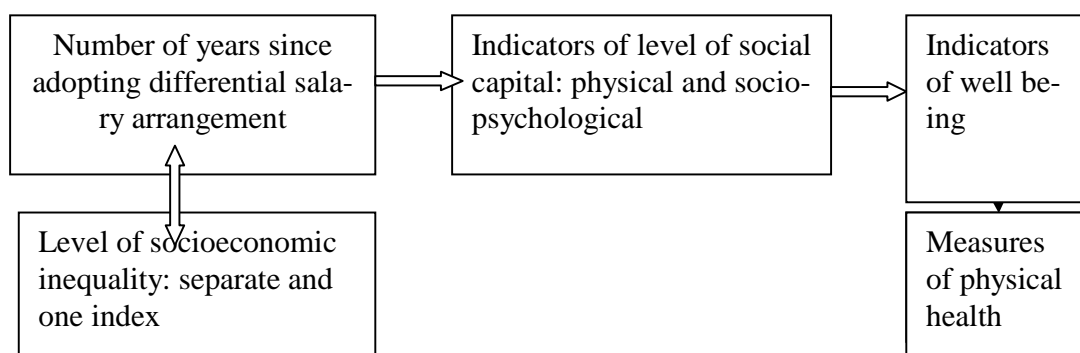 Number of years since
adopting differential sala-
ry arrangement
Indicators of level of social
capital: physical and socio-
psychological
Indicators
of well be-
ing
Level of socioeconomic
inequality: separate and
one index
Measures
of physical
health